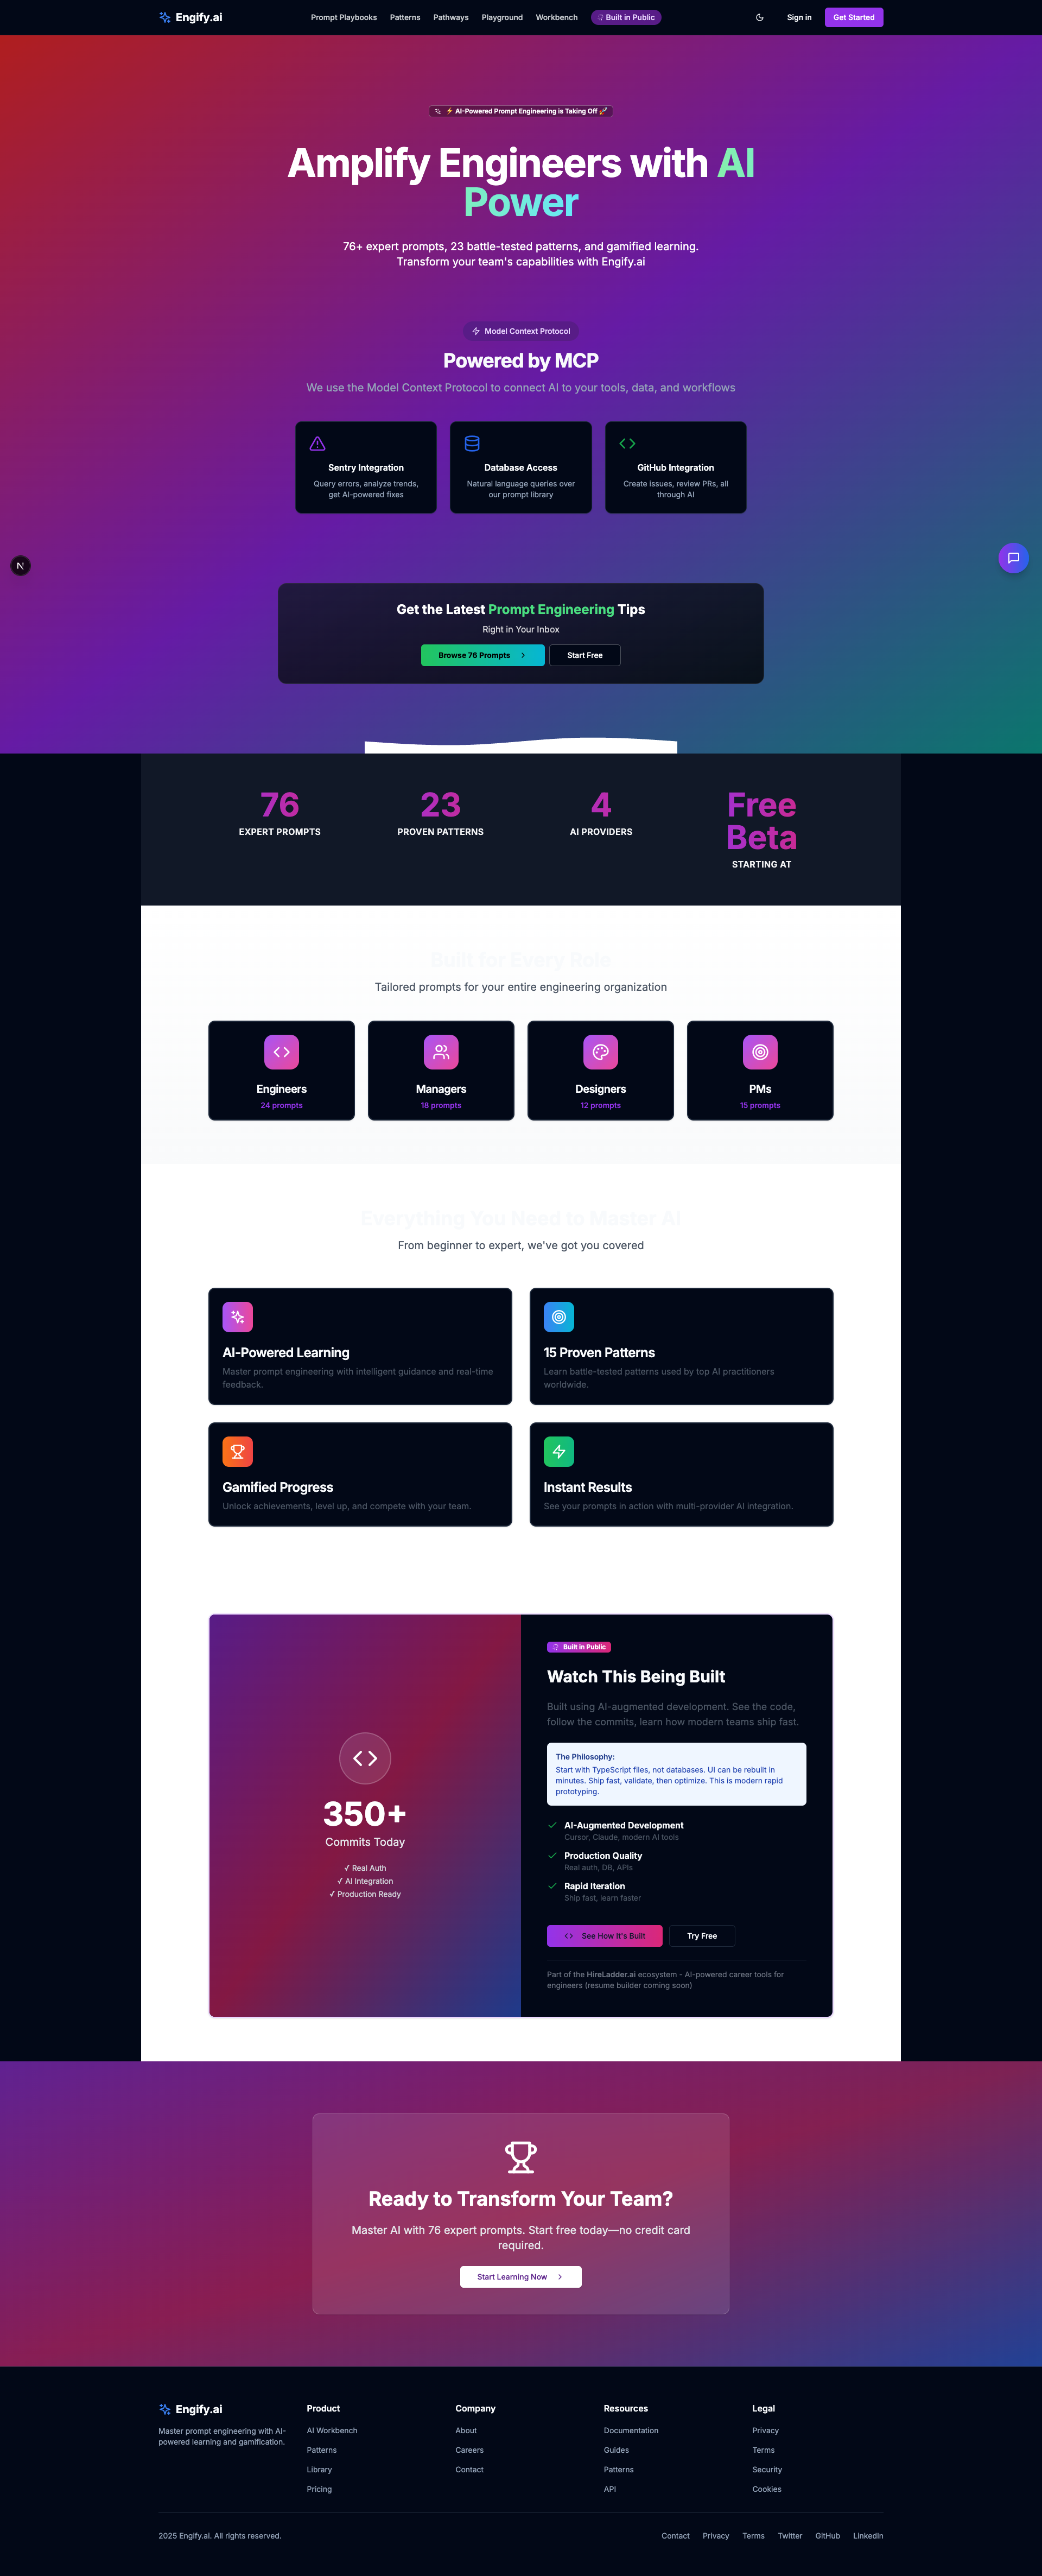 Engify.ai
Prompt Playbooks
Patterns
Pathways
Playground
Workbench
Built in Public
Sign in
Get Started
⚡ AI-Powered Prompt Engineering is Taking Off 🚀
Amplify Engineers with AI
Power
76+ expert prompts, 23 battle-tested patterns, and gamified learning.
Transform your team's capabilities with Engify.ai
Model Context Protocol
Powered by MCP
We use the Model Context Protocol to connect AI to your tools, data, and workflows
Sentry Integration
Query errors, analyze trends,
get AI-powered fixes
Database Access
Natural language queries over
our prompt library
GitHub Integration
Create issues, review PRs, all
through AI
N
Get the Latest Prompt Engineering Tips
Right in Your Inbox
Browse 76 Prompts
Start Free
76
EXPERT PROMPTS
23
PROVEN PATTERNS
4
AI PROVIDERS
Free
Beta
STARTING AT
Built for Every Role
Tailored prompts for your entire engineering organization
Engineers
24 prompts
Managers
18 prompts
Designers
12 prompts
PMs
15 prompts
Everything You Need to Master AI
From beginner to expert, we've got you covered
AI-Powered Learning
Master prompt engineering with intelligent guidance and real-time
feedback.
15 Proven Patterns
Learn battle-tested patterns used by top AI practitioners
worldwide.
Gamified Progress
Unlock achievements, level up, and compete with your team.
Instant Results
See your prompts in action with multi-provider AI integration.
350+
Commits Today
✓ Real Auth
✓ AI Integration
✓ Production Ready
Built in Public
Watch This Being Built
Built using AI-augmented development. See the code,
follow the commits, learn how modern teams ship fast.
The Philosophy:
Start with TypeScript files, not databases. UI can be rebuilt in
minutes. Ship fast, validate, then optimize. This is modern rapid
prototyping.
AI-Augmented Development
Cursor, Claude, modern AI tools
Production Quality
Real auth, DB, APIs
Rapid Iteration
Ship fast, learn faster
See How It's Built
Try Free
Part of the HireLadder.ai ecosystem - AI-powered career tools for
engineers (resume builder coming soon)
Ready to Transform Your Team?
Master AI with 76 expert prompts. Start free today—no credit card
required.
Start Learning Now
Engify.ai
Master prompt engineering with AI-
powered learning and gamification.
Product
AI Workbench
Patterns
Library
Pricing
Company
About
Careers
Contact
Resources
Documentation
Guides
Patterns
API
Legal
Privacy
Terms
Security
Cookies
2025 Engify.ai. All rights reserved.
Contact
Privacy
Terms
Twitter
GitHub
LinkedIn